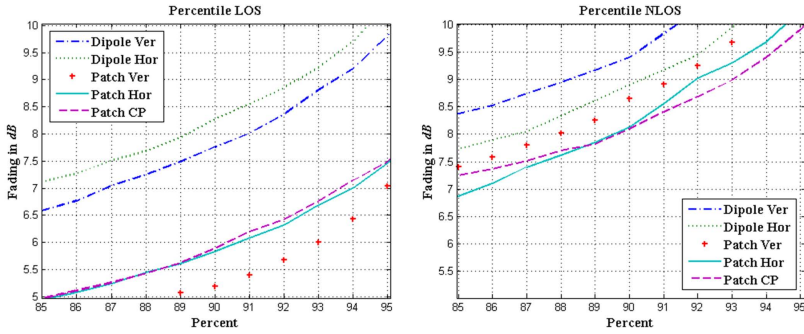 Percentile LOS
Fading in dB
10
9.5
9
8.5
8
7.5
7
6.5
6
5.5
5
Dipole Ver
Dipole Hor
Patch Ver
Patch Hor
Patch CP
85 86 87 88 89 90 91 92 93 94 95
Percent
Percentile NLOS
Fading in dB
10
9.5
9
8.5
8
7.5
7
6.5
6
5.5
5
Dipole Ver
Dipole Hor
Patch Ver
Patch Hor
Patch CP
85 86 87 88 89 90 91 92 93 94 95
Percent